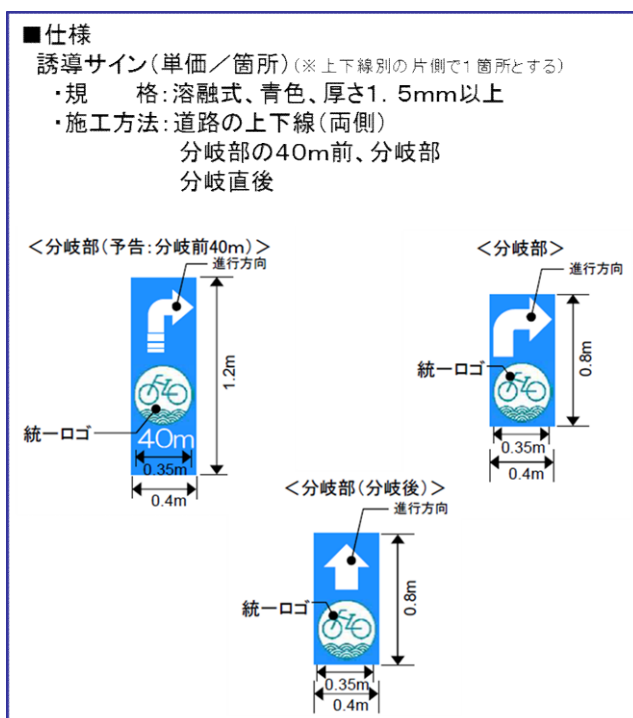 ■仕様
誘導サイン(単価/箇所)(※上下線別の片側で1箇所とする)
・規　　格:溶融式、青色、厚さ1.5mm以上
・施工方法:道路の上下線(両側)
分岐部の40m前、分岐部
分岐直後
<分岐部(予告:分岐前40m)>
進行方向
1.2m
統一ロゴ
40m
0.35m
0.4m
<分岐部>
進行方向
0.8m
統一ロゴ
0.35m
0.4m
<分岐部(分岐後)>
進行方向
0.8m
統一ロゴ
0.35m
0.4m